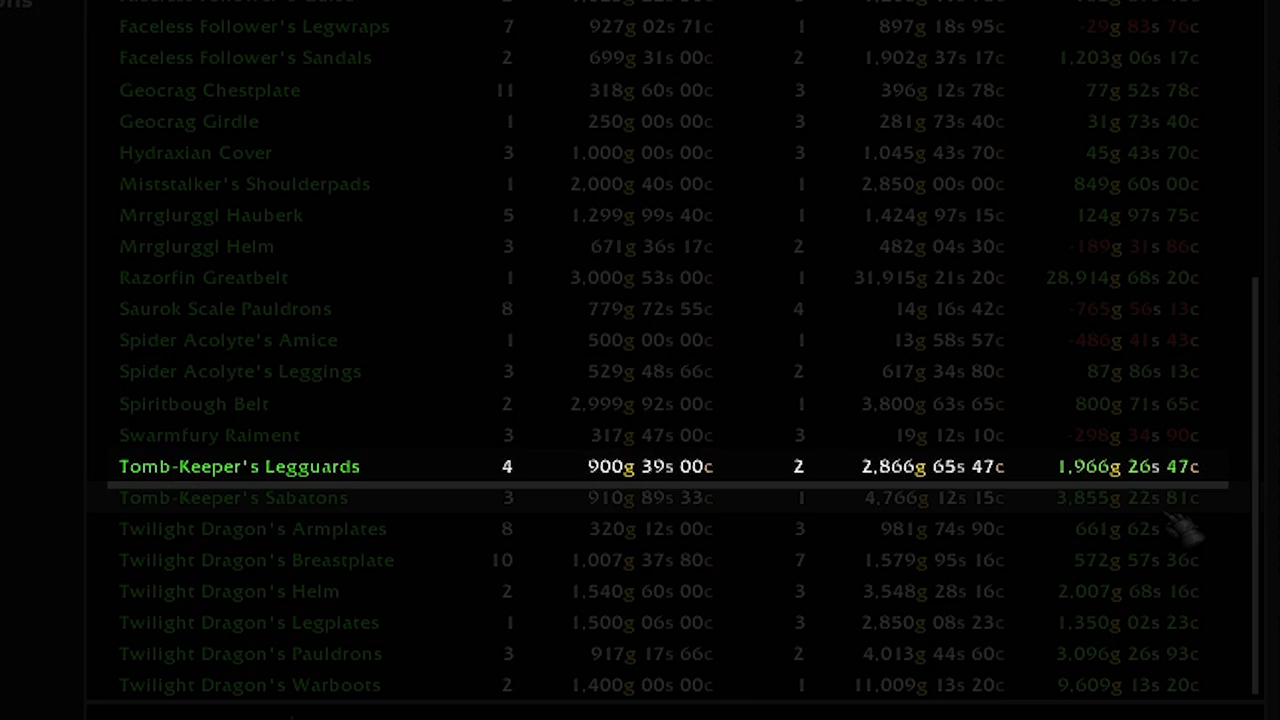 Faceless Follower's Legwraps 7 927g 02s 71c 1 897g 18s 95c -29g 83s 76c
Faceless Follower's Sandals 2 699g 31s 00c 2 1,902g 37s 17c 1,203g 06s 17c
Geocrag Chestplate 11 318g 60s 00c 3 396g 12s 78c 77g 52s 78c
Geocrag Girdle 1 250g 00s 00c 3 281g 73s 40c 31g 73s 40c
Hydraxian Cover 3 1,000g 00s 00c 3 1,045g 43s 70c 45g 43s 70c
Miststalker's Shoulderpads 1 2,000g 40s 00c 1 2,850g 00s 00c 849g 60s 00c
Mrrglurggl Hauberk 5 1,299g 99s 40c 1 1,424g 97s 15c 124g 97s 75c
Mrrglurggl Helm 3 671g 36s 17c 2 482g 04s 30c -189g 31s 86c
Razorfin Greatbelt 1 3,000g 53s 00c 1 31,915g 21s 20c 28,914g 68s 20c
Saurok Scale Pauldrons 8 779g 72s 55c 4 14g 16s 42c -765g 56s 13c
Spider Acolyte's Amice 1 500g 00s 00c 1 13g 58s 57c -486g 41s 43c
Spider Acolyte's Leggings 3 529g 48s 66c 2 617g 34s 80c 87g 86s 13c
Spiritbough Belt 2 2,999g 92s 00c 1 3,800g 63s 65c 800g 71s 65c
Swarmfury Raiment 3 317g 47s 00c 3 19g 12s 10c -298g 34s 90c
Tomb-Keeper's Legguards 4 900g 39s 00c 2 2,866g 65s 47c 1,966g 26s 47c
Tomb-Keeper's Sabatons 3 910g 89s 33c 1 4,766g 12s 15c 3,855g 22s 81c
Twilight Dragon's Armplates 8 320g 12s 00c 3 981g 74s 90c 661g 62s
Twilight Dragon's Breastplate 10 1,007g 37s 80c 7 1,579g 95s 16c 572g 57s 36c
Twilight Dragon's Helm 2 1,540g 60s 00c 3 3,548g 28s 16c 2,007g 68s 16c
Twilight Dragon's Legplates 1 1,500g 06s 00c 3 2,850g 08s 23c 1,350g 02s 23c
Twilight Dragon's Pauldrons 3 917g 17s 66c 2 4,013g 44s 60c 3,096g 26s 93c
Twilight Dragon's Warboots 2 1,400g 00s 00c 1 11,009g 13s 20c 9,609g 13s 20c